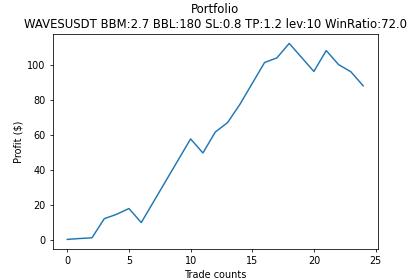 Portfolio
WAVESUSDT BBM:2.7 BBL:180 SL:0.8 TP:1.2 lev:10 WinRatio:72.0
100
80
60
40
20
0
Profit ($)
0 5 10 15 20 25
Trade counts